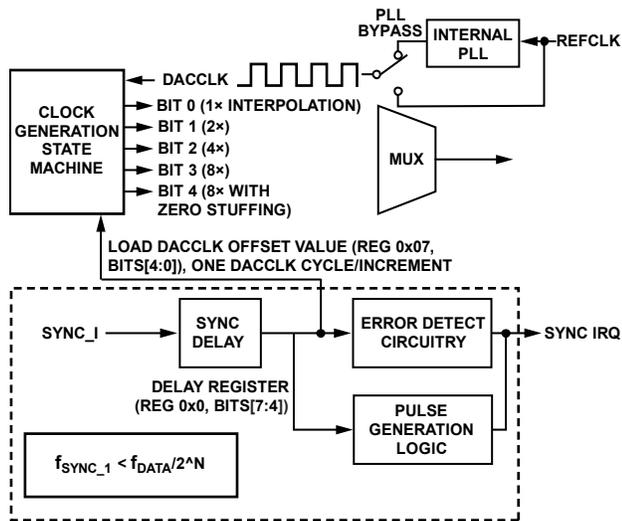 PLL
BYPASS
INTERNAL
PLL
REFCLK
DACCLK
CLOCK
GENERATION
STATE
MACHINE
BIT 0 (1× INTERPOLATION)
BIT 1 (2×)
BIT 2 (4×)
BIT 3 (8×)
BIT 4 (8× WITH
ZERO STUFFING)
MUX
LOAD DACCLK OFFSET VALUE (REG 0x07,
BITS[4:0]), ONE DACCLK CYCLE/INCREMENT
SYNC_I
SYNC
DELAY
ERROR DETECT
CIRCUITRY
SYNC IRQ
DELAY REGISTER
(REG 0x0, BITS[7:4])
PULSE
GENERATION
LOGIC
fSYNC_1 < fDATA/2^N